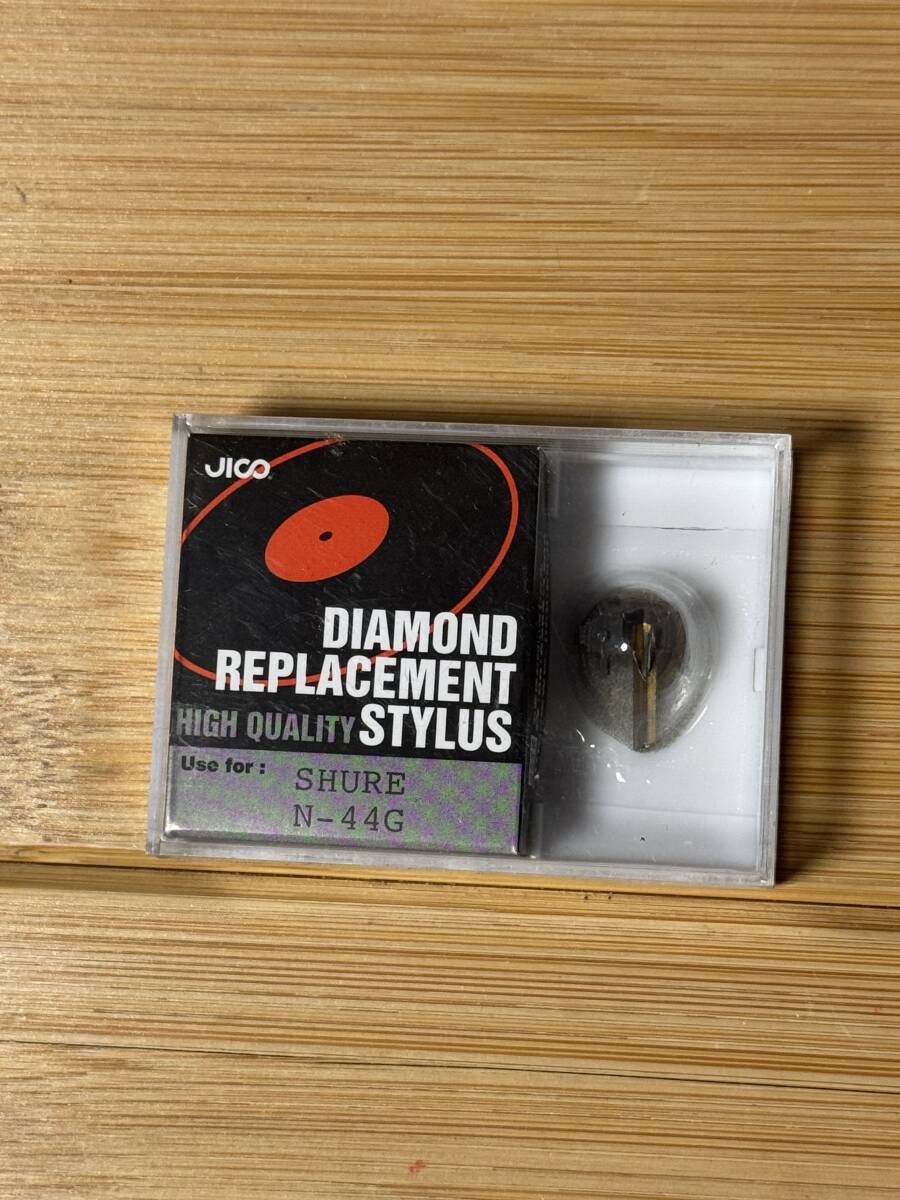 JICO
DIAMOND
REPLACEMENT
HIGH QUALITY STYLUS
Use for :
SHURE
N-44G